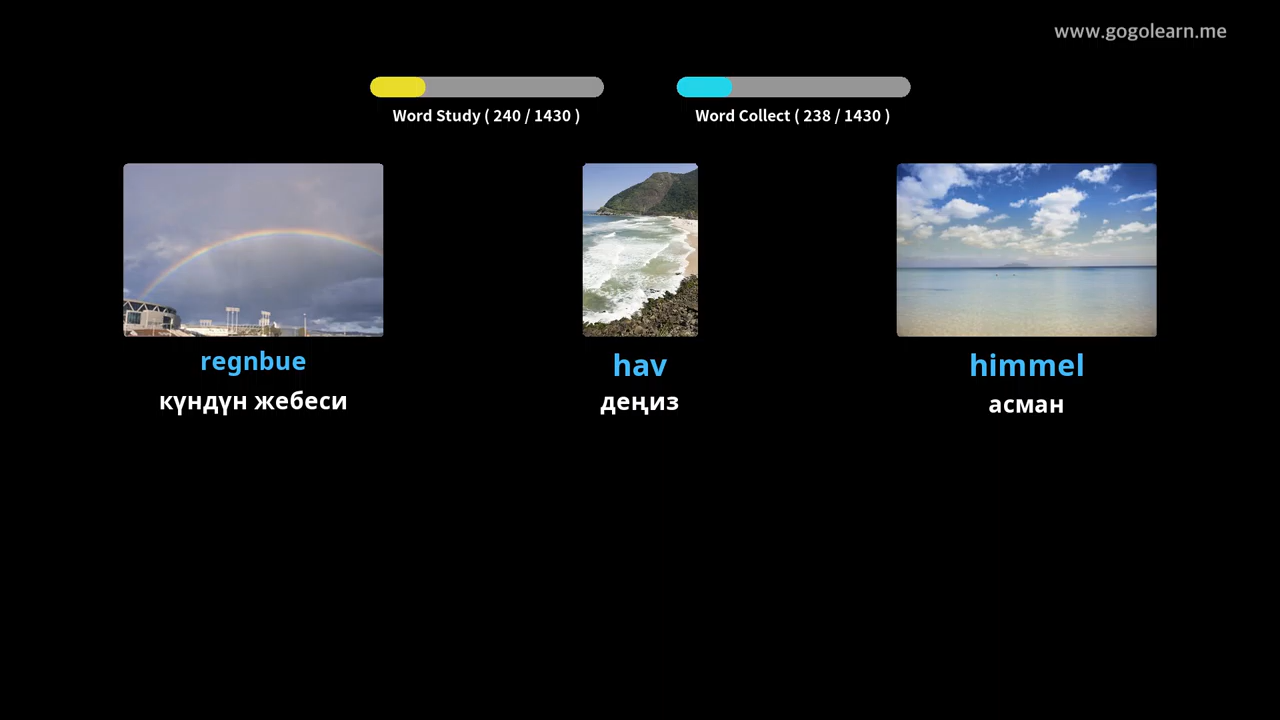 www.gogolearn.me
Word Study ( 240 / 1430 )
Word Collect ( 238 / 1430 )
regnbue
күндүн жебеси
hav
деңиз
himmel
асман